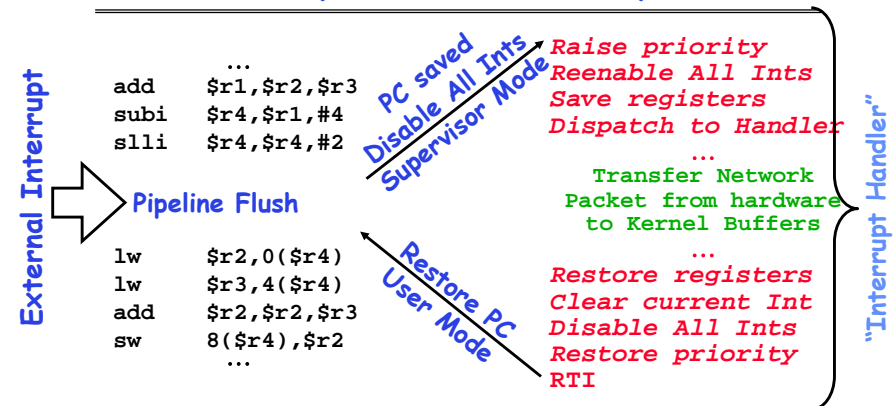 External Interrupt
...
add $r1,$r2,$r3
subi $r4,$r1,#4
slli $r4,$r4,#2
Pipeline Flush
lw $r2,0($r4)
lw $r3,4($r4)
add $r2,$r2,$r3
sw 8($r4),$r2
...
PC saved
Disable All Ints
Supervisor Mode
Restore PC
User Mode
Raise priority
Reenable All Ints
Save registers
Dispatch to Handler
...
Transfer Network
Packet from hardware
to Kernel Buffers
...
Restore registers
Clear current Int
Disable All Ints
Restore priority
RTI
“Interrupt Handler”